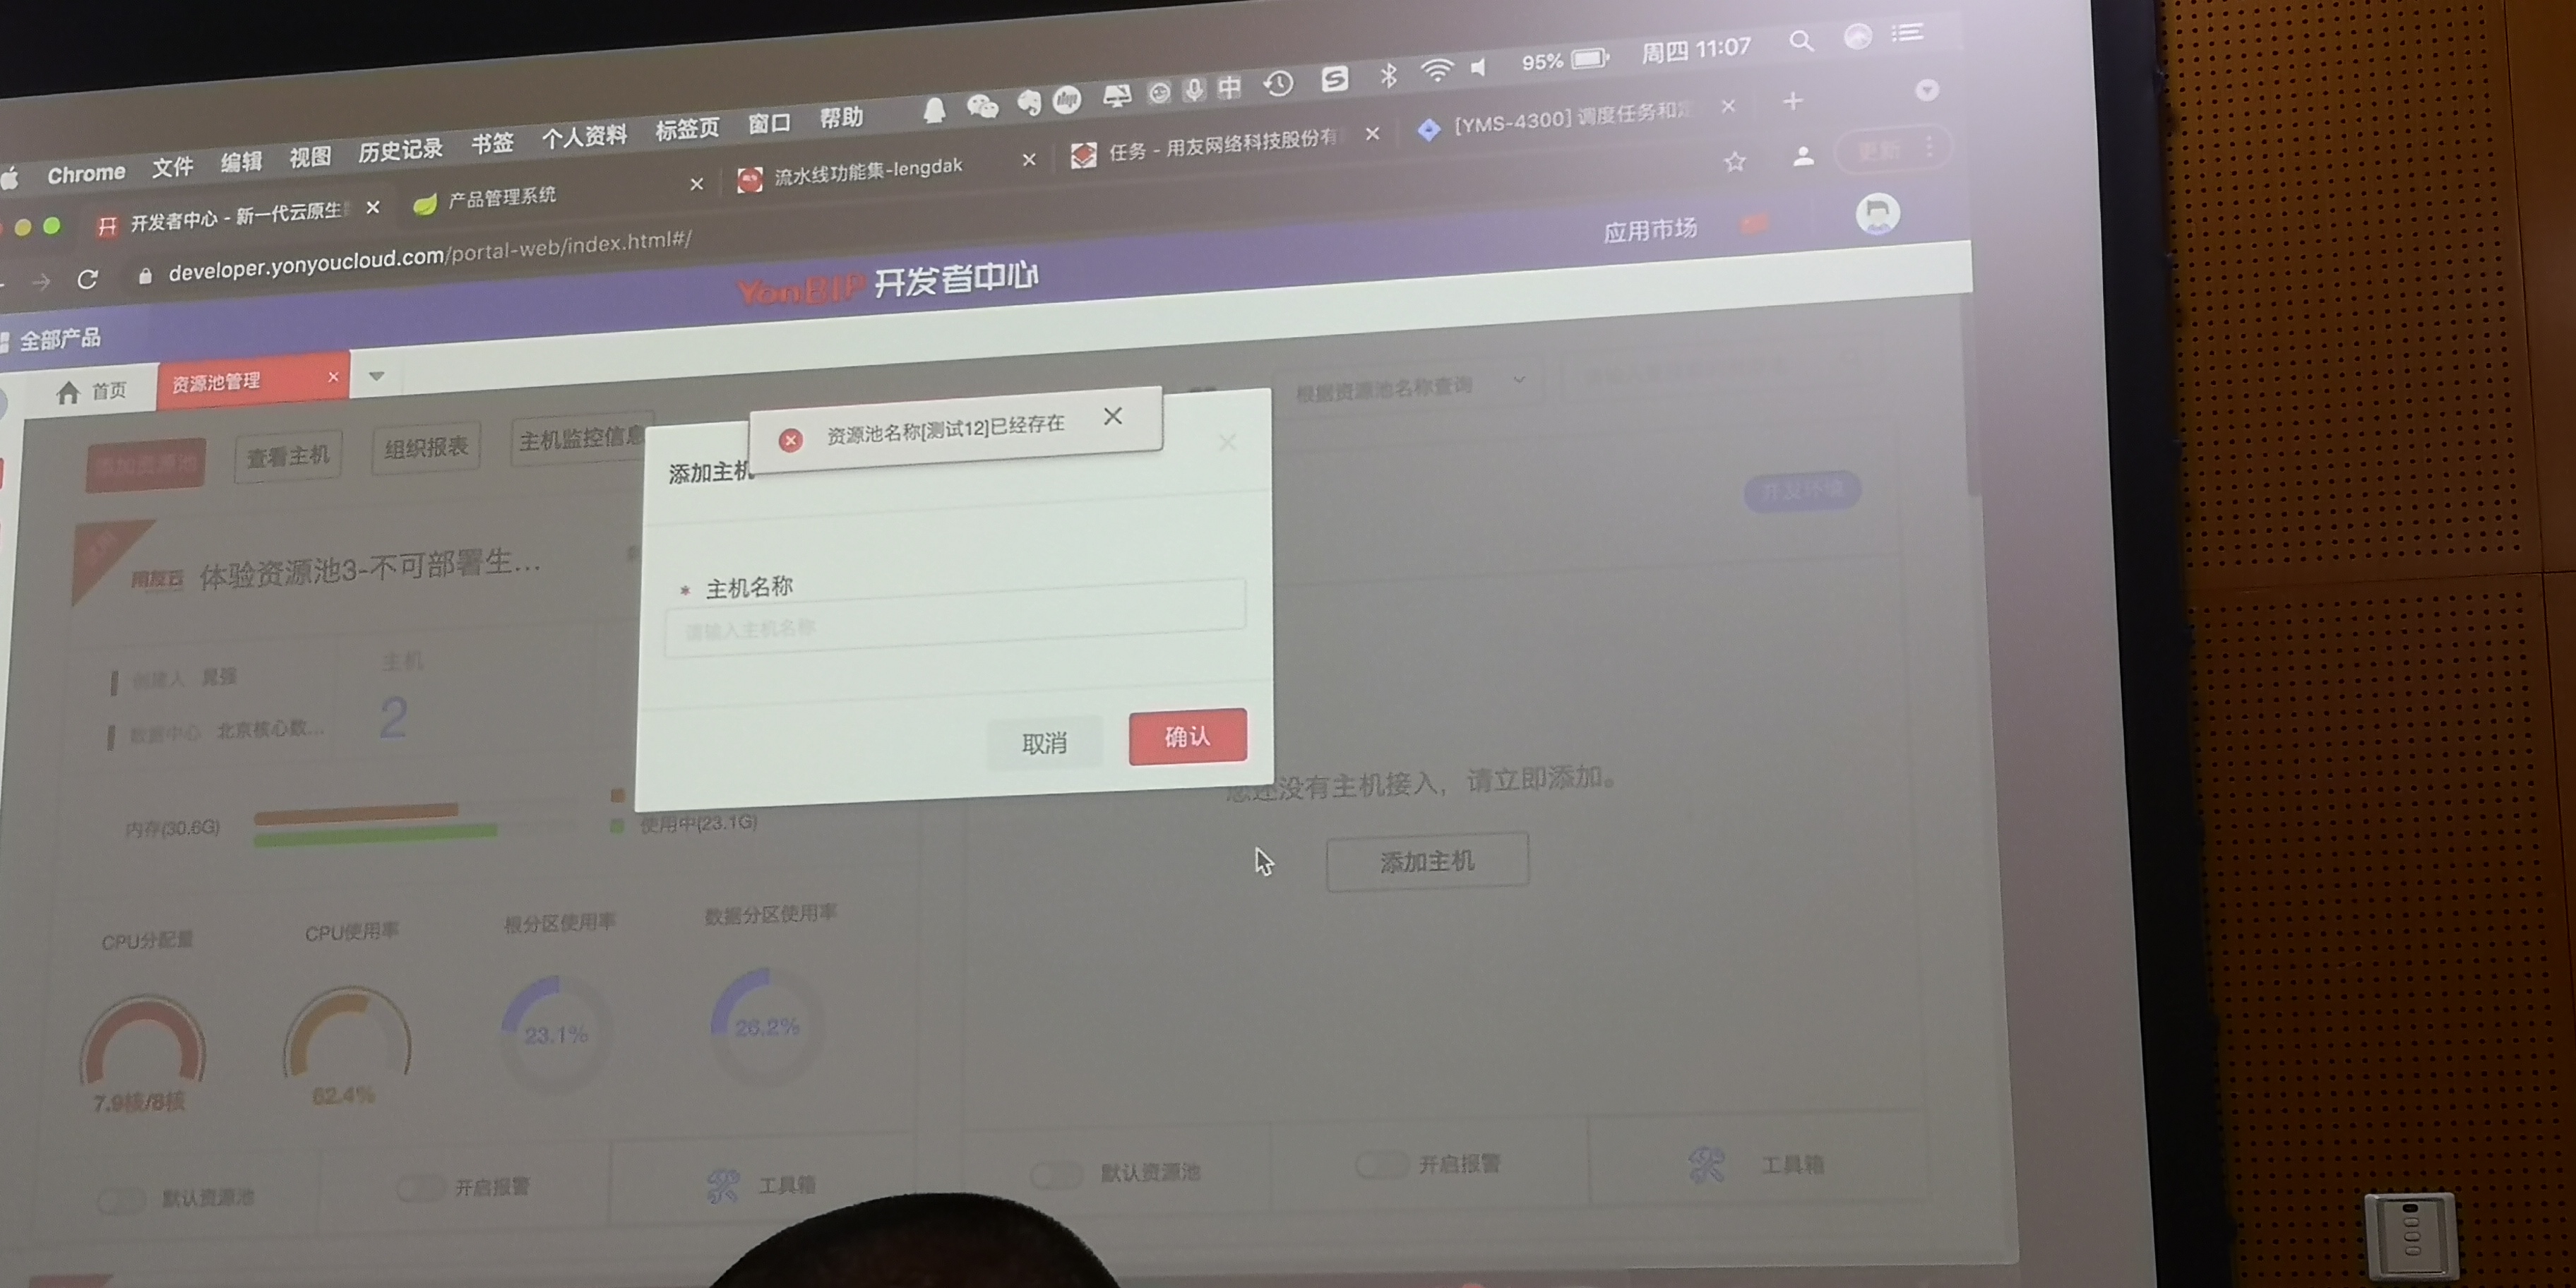 Chrome 文件 编辑 视图 历史记录 书签 个人资料 标签页 窗口 帮助 中 95% 周四 11:07
开发者中心 - 新一代云原生
产品管理系统
流水线功能集-lengdak
任务 - 用友网络科技股份有
[YMS-4300] 调度任务和定
developer.yonyoucloud.com/portal-web/index.html#/
更新
全部产品
YonBIP 开发者中心
应用市场
首页
资源池管理
添加资源池
查看主机
组织报表
主机监控信息
根据资源池名称查询
资源池名称[测试12]已经存在
添加主机
* 主机名称
请输入主机名称
取消
确认
开发环境
用友云
体验资源池3-不可部署生...
创建人
主机
2
数据中心 北京核心数...
内存(30.6G)
使用中(23.1G)
CPU分配量
CPU使用率
根分区使用率
数据分区使用率
7.9核/8核
62.4%
23.1%
26.2%
默认资源池
开启报警
工具箱
您还没有主机接入，请立即添加。
添加主机
默认资源池
开启报警
工具箱